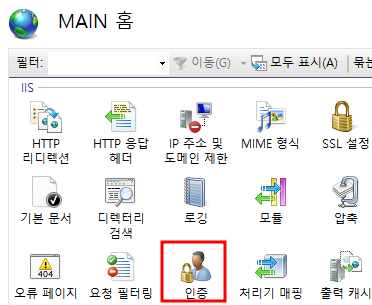 MAIN 홈
필터: 이동(G) 모두 표시(A) 묶는
IIS
HTTP 리디렉션
HTTP 응답 헤더
IP 주소 및 도메인 제한
MIME 형식
SSL 설정
기본 문서
디렉터리 검색
로깅
모듈
압축
404
오류 페이지
요청 필터링
인증
처리기 매핑
출력 캐시